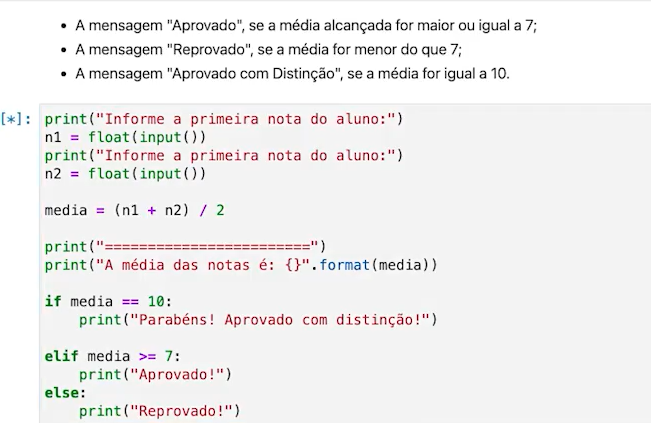 • A mensagem "Aprovado", se a média alcançada for maior ou igual a 7;
• A mensagem "Reprovado", se a média for menor do que 7;
• A mensagem "Aprovado com Distinção", se a média for igual a 10.
[*]: print("Informe a primeira nota do aluno:")
n1 = float(input())
print("Informe a primeira nota do aluno:")
n2 = float(input())
media = (n1 + n2) / 2
print("========================")
print("A média das notas é: {}".format(media))
if media == 10:
    print("Parabéns! Aprovado com distinção!")
elif media >= 7:
    print("Aprovado!")
else:
    print("Reprovado!")